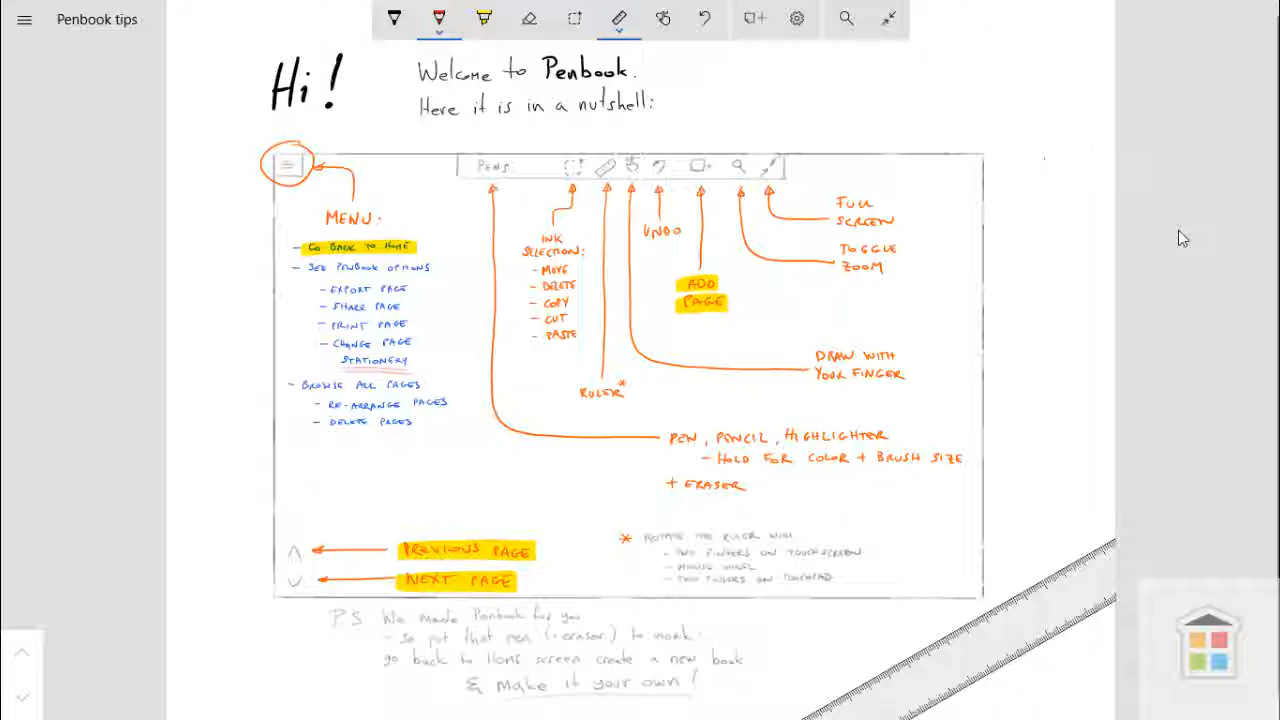 Penbook tips
Hi!
Welcome to Penbook.
Here it is in a nutshell:
PENS
MENU:
- GO BACK TO HOME
- SEE PENBOOK OPTIONS
- EXPORT PAGE
- SHARE PAGE
- PRINT PAGE
- CHANGE PAGE
STATIONERY
- BROWSE ALL PAGES
- RE-ARRANGE PAGES
- DELETE PAGES
INK
SELECTION:
- MOVE
- DELETE
- COPY
- CUT
- PASTE
RULER*
UNDO
ADD
PAGE
FULL
SCREEN
TOGGLE
ZOOM
DRAW WITH
YOUR FINGER
PEN, PENCIL, HIGHLIGHTER
- HOLD FOR COLOR + BRUSH SIZE
+ ERASER
PREVIOUS PAGE
NEXT PAGE
* ROTATE THE RULER WITH
- TWO FINGERS ON TOUCHSCREEN
- MOUSE WHEEL
- TWO FINGERS ON TOUCHPAD
P.S. We made Penbook for you
- so put that pen (+ eraser) to work.
go back to Home screen create a new book
& make it your own!